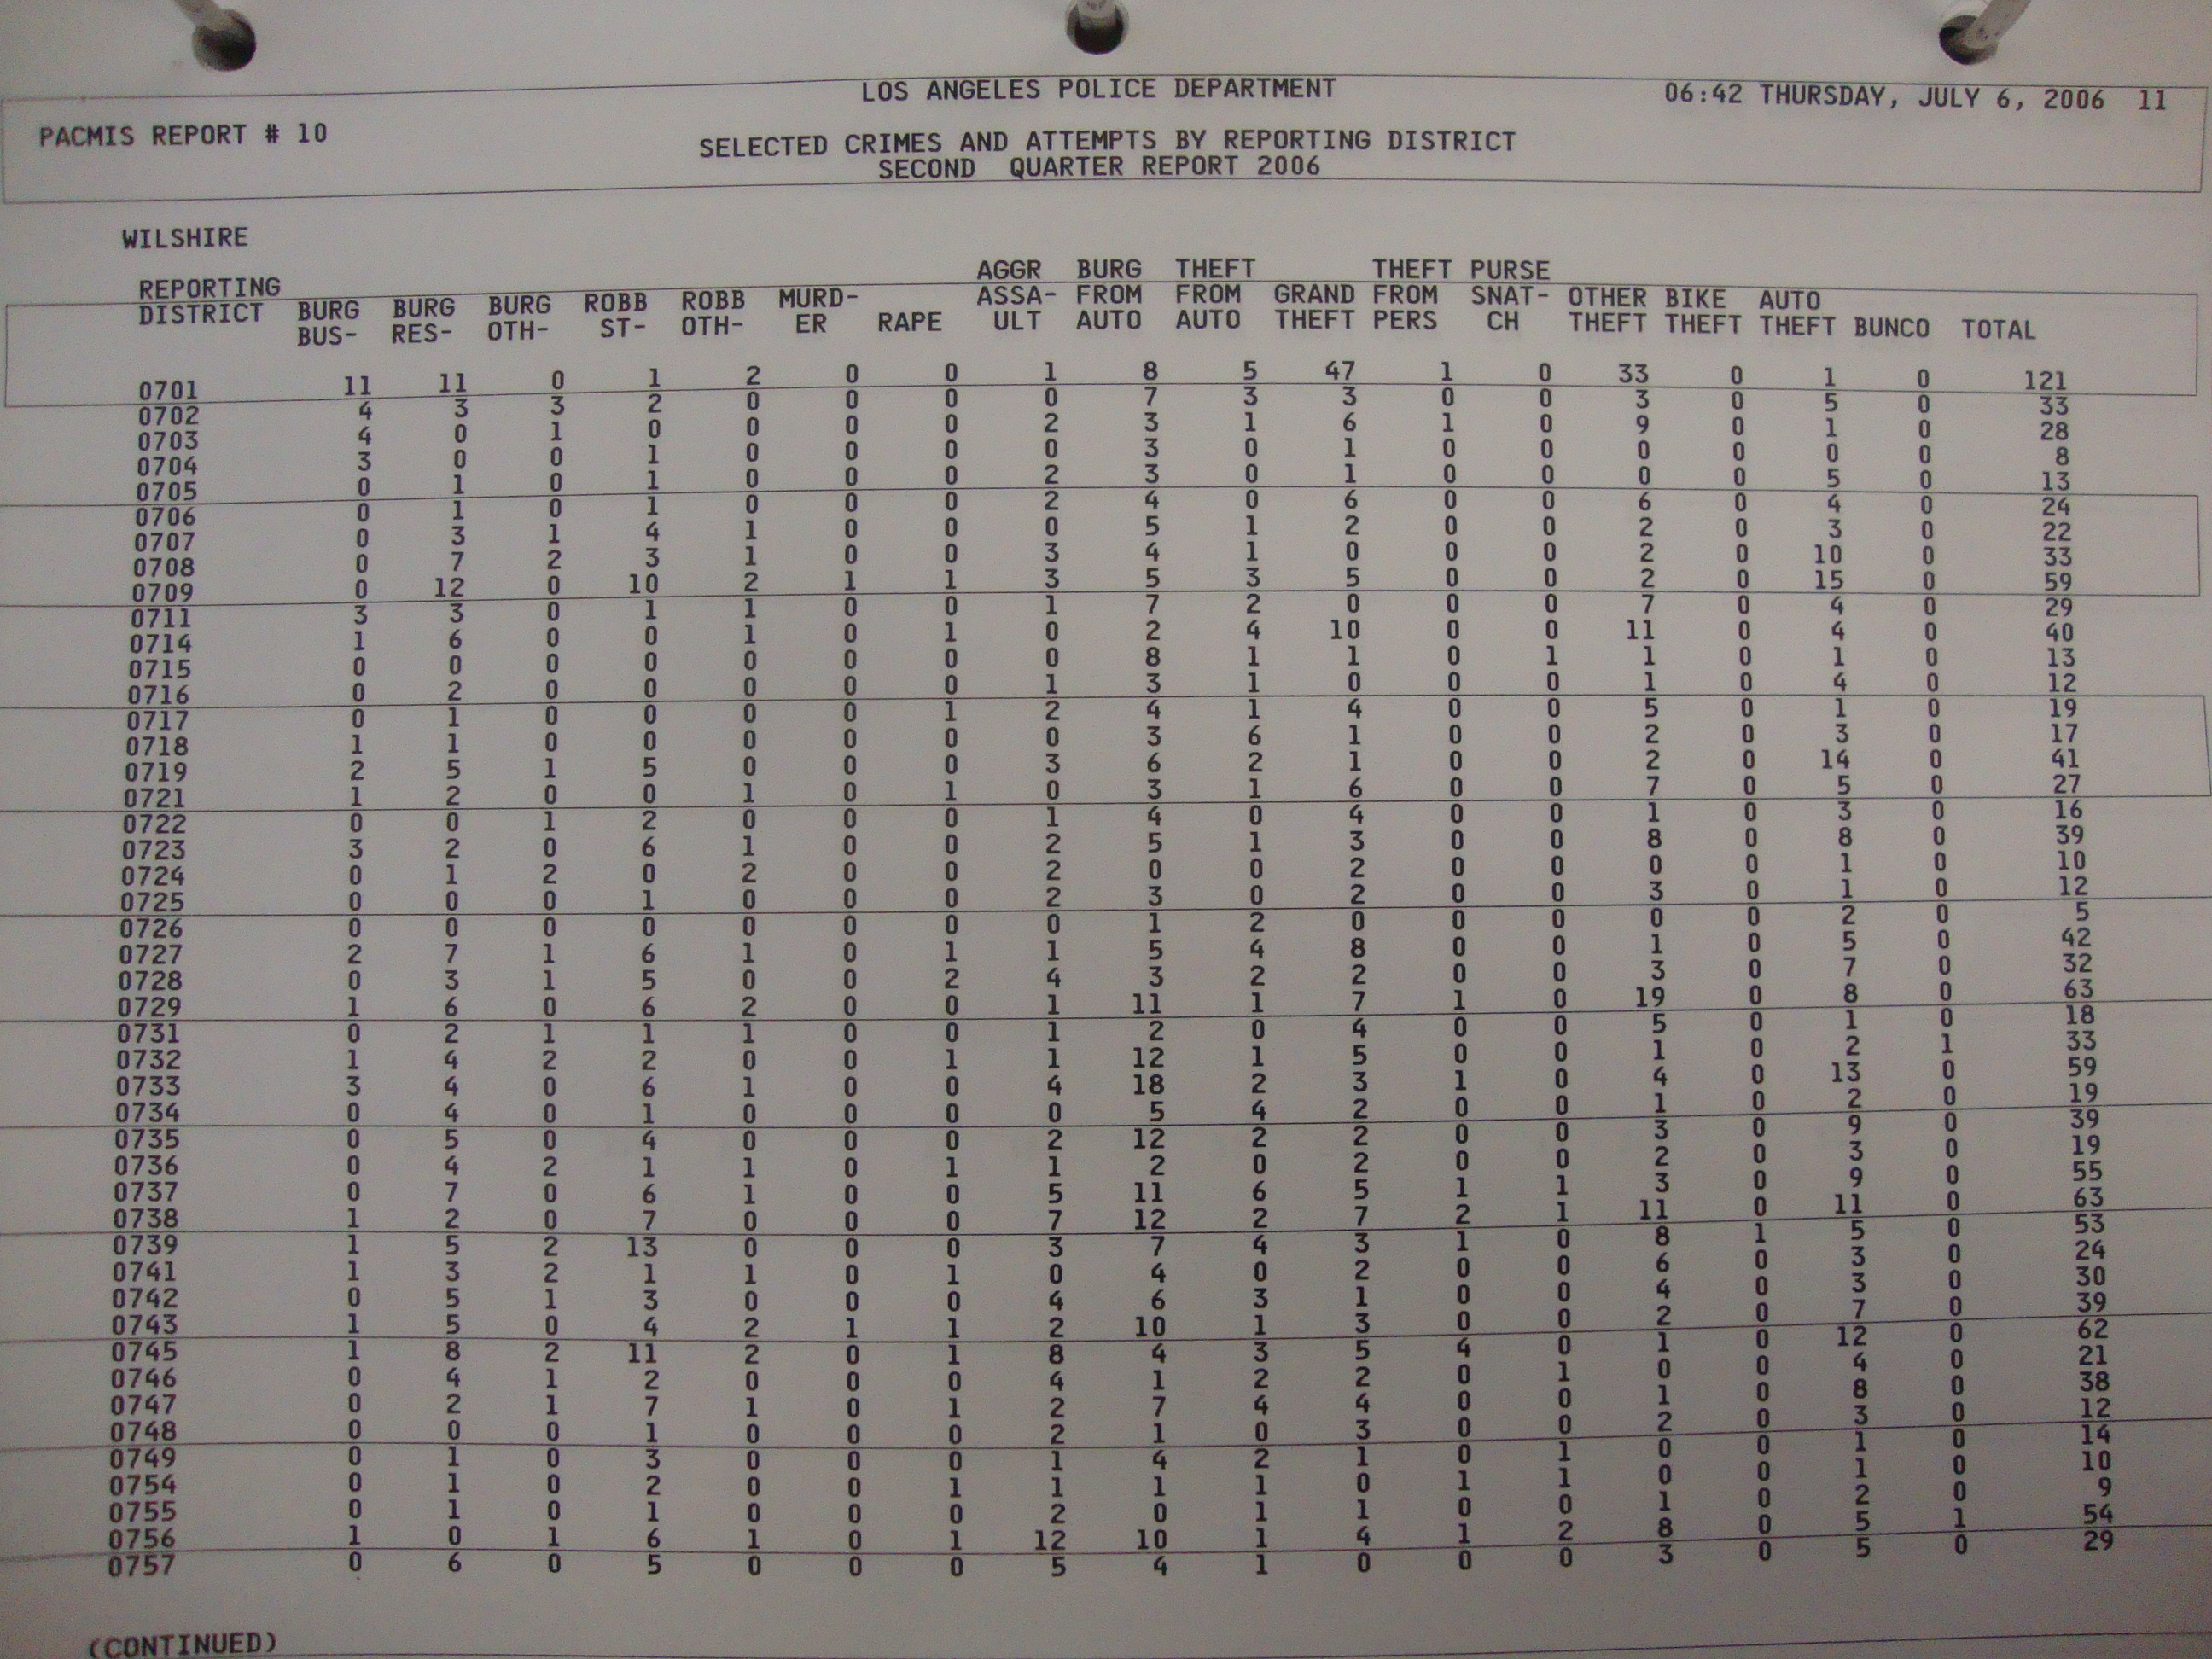 LOS ANGELES POLICE DEPARTMENT 06:42 THURSDAY, JULY 6, 2006 11
PACMIS REPORT # 10
SELECTED CRIMES AND ATTEMPTS BY REPORTING DISTRICT
SECOND QUARTER REPORT 2006
WILSHIRE
AGGR BURG THEFT THEFT PURSE
REPORTING BURG BURG BURG ROBB ROBB MURD- ASSA- FROM FROM GRAND FROM SNAT- OTHER BIKE AUTO
DISTRICT BUS- RES- OTH- ST- OTH- ER RAPE ULT AUTO AUTO THEFT PERS CH THEFT THEFT THEFT BUNCO TOTAL
0701 11 11 0 1 2 0 0 1 8 5 47 1 0 33 0 1 0 121
0702 4 3 3 2 0 0 0 0 7 3 3 0 0 3 0 5 0 33
0703 4 0 1 0 0 0 0 2 3 1 6 1 0 9 0 1 0 28
0704 3 0 0 1 0 0 0 0 3 0 1 0 0 0 0 0 0 8
0705 0 1 0 1 0 0 0 2 3 0 1 0 0 0 0 5 0 13
0706 0 1 0 1 0 0 0 2 4 0 6 0 0 6 0 4 0 24
0707 0 3 1 4 1 0 0 0 5 1 2 0 0 2 0 3 0 22
0708 0 7 2 3 1 0 0 3 4 1 0 0 0 2 0 10 0 33
0709 0 12 0 10 2 1 1 3 5 3 5 0 0 2 0 15 0 59
0711 3 3 0 1 1 0 0 1 7 2 0 0 0 7 0 4 0 29
0714 1 6 0 0 1 0 1 0 2 4 10 0 0 11 0 4 0 40
0715 0 0 0 0 0 0 0 0 8 1 1 0 1 1 0 1 0 13
0716 0 2 0 0 0 0 0 1 3 1 0 0 0 1 0 4 0 12
0717 0 1 0 0 0 0 1 2 4 1 4 0 0 5 0 1 0 19
0718 1 1 0 0 0 0 0 0 3 6 1 0 0 2 0 3 0 17
0719 2 5 1 5 0 0 0 3 6 2 1 0 0 2 0 14 0 41
0721 1 2 0 0 1 0 1 0 3 1 6 0 0 7 0 5 0 27
0722 0 0 1 2 0 0 0 1 4 0 4 0 0 1 0 3 0 16
0723 3 2 0 6 1 0 0 2 5 1 3 0 0 8 0 8 0 39
0724 0 1 2 0 2 0 0 2 0 0 2 0 0 0 0 1 0 10
0725 0 0 0 1 0 0 0 2 3 0 2 0 0 3 0 1 0 12
0726 0 0 0 0 0 0 0 0 1 2 0 0 0 0 0 2 0 5
0727 2 7 1 6 1 0 1 1 5 4 8 0 0 1 0 5 0 42
0728 0 3 1 5 0 0 2 4 3 2 2 0 0 3 0 7 0 32
0729 1 6 0 6 2 0 0 1 11 1 7 1 0 19 0 8 0 63
0731 0 2 1 1 1 0 0 1 2 0 4 0 0 5 0 1 0 18
0732 1 4 2 2 0 0 1 1 12 1 5 0 0 1 0 2 1 33
0733 3 4 0 6 1 0 0 4 18 2 3 1 0 4 0 13 0 59
0734 0 4 0 1 0 0 0 0 5 4 2 0 0 1 0 2 0 19
0735 0 5 0 4 0 0 0 2 12 2 2 0 0 3 0 9 0 39
0736 0 4 2 1 1 0 1 1 2 0 2 0 0 2 0 3 0 19
0737 0 7 0 6 1 0 0 5 11 6 5 1 1 3 0 9 0 55
0738 1 2 0 7 0 0 0 7 12 2 7 2 1 11 0 11 0 63
0739 1 5 2 13 0 0 0 3 7 4 3 1 0 8 1 5 0 53
0741 1 3 2 1 1 0 1 0 4 0 2 0 0 6 0 3 0 24
0742 0 5 1 3 0 0 0 4 6 3 1 0 0 4 0 3 0 30
0743 1 5 0 4 2 1 1 2 10 1 3 0 0 2 0 7 0 39
0745 1 8 2 11 2 0 1 8 4 3 5 4 0 1 0 12 0 62
0746 0 4 1 2 0 0 0 4 1 2 2 0 1 0 0 4 0 21
0747 0 2 1 7 1 0 1 2 7 4 4 0 0 1 0 8 0 38
0748 0 0 0 1 0 0 0 2 1 0 3 0 0 2 0 3 0 12
0749 0 1 0 3 0 0 0 1 4 2 1 0 1 0 0 1 0 14
0754 0 1 0 2 0 0 1 1 1 1 0 1 1 0 0 1 0 10
0755 0 1 0 1 0 0 0 2 0 1 1 0 0 1 0 2 0 9
0756 1 0 1 6 1 0 1 12 10 1 4 1 2 8 0 5 1 54
0757 0 6 0 5 0 0 0 5 4 1 0 0 0 3 0 5 0 29
(CONTINUED)